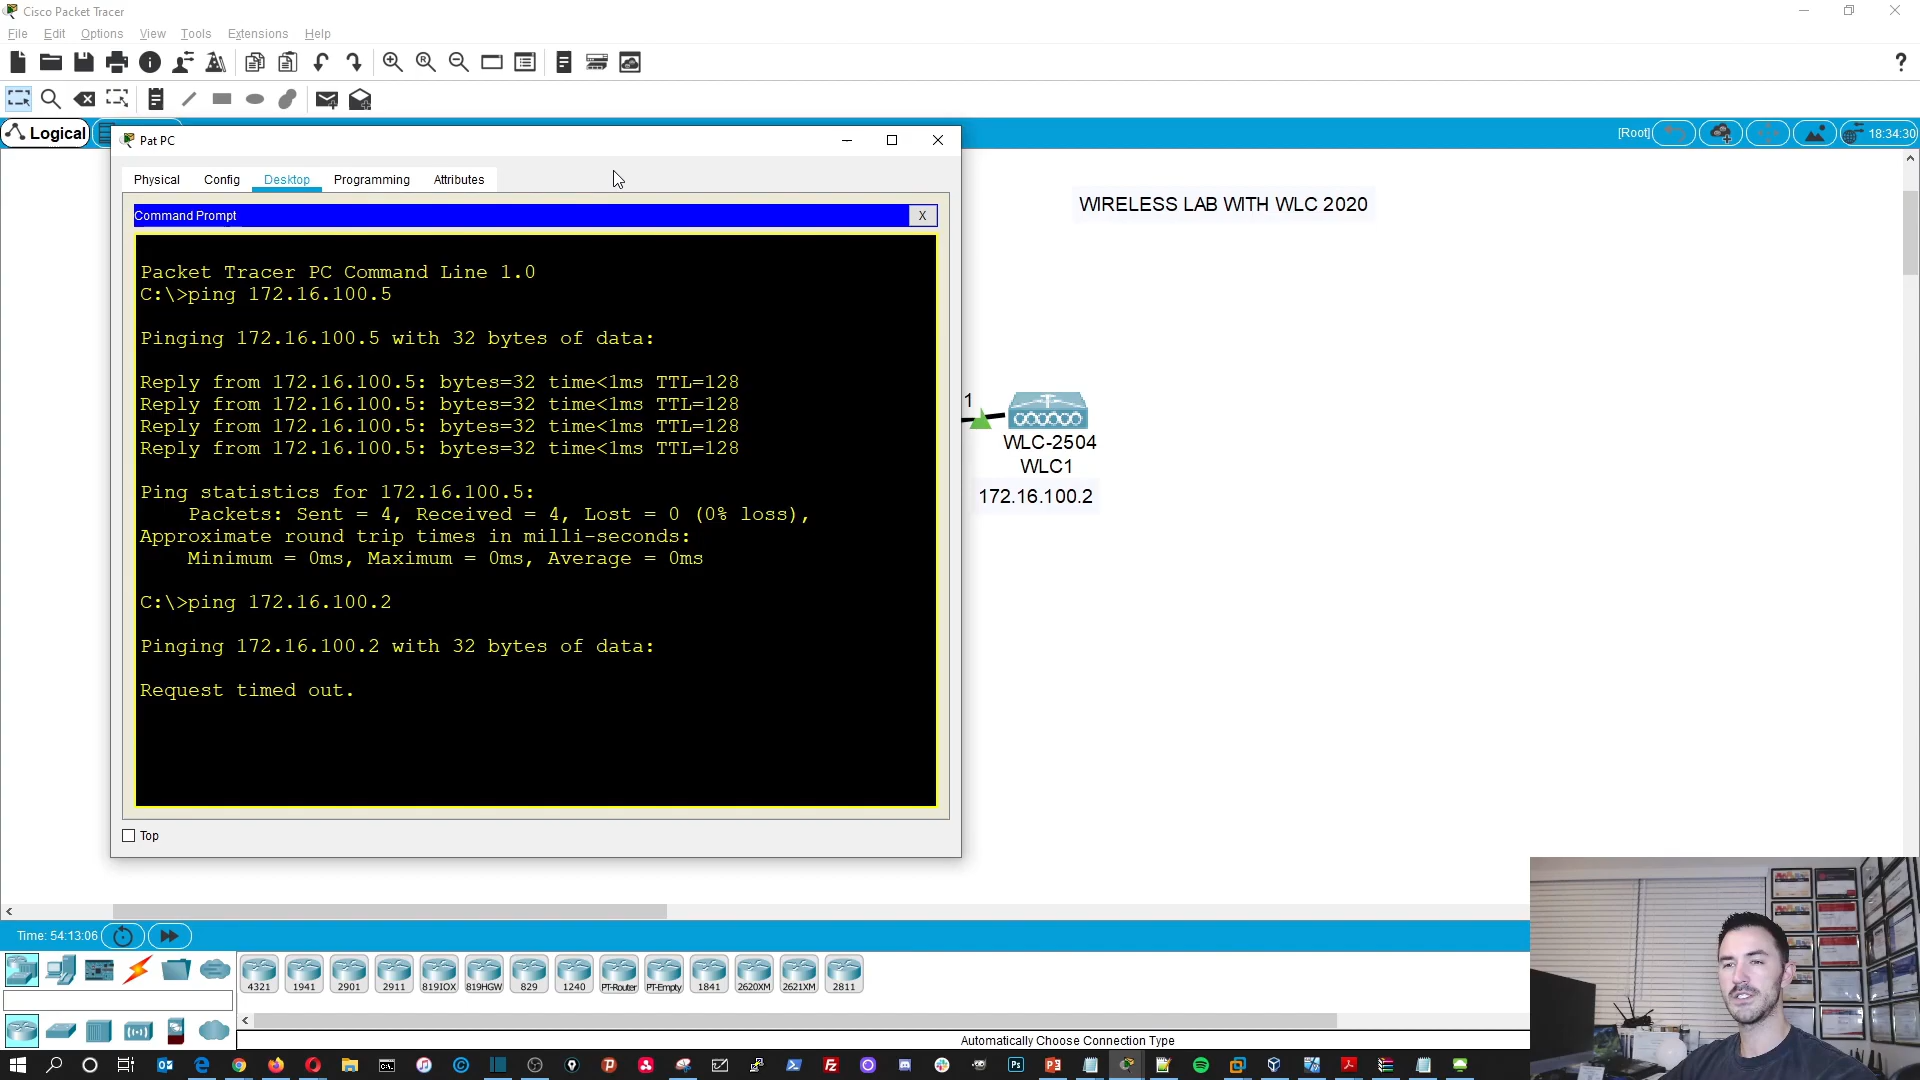 Cisco Packet Tracer
File Edit Options View Tools Extensions Help
Logical
[Root]
18:34:30
Pat PC
Physical Config Desktop Programming Attributes
Command Prompt
X
Packet Tracer PC Command Line 1.0
C:\>ping 172.16.100.5
Pinging 172.16.100.5 with 32 bytes of data:
Reply from 172.16.100.5: bytes=32 time<1ms TTL=128
Reply from 172.16.100.5: bytes=32 time<1ms TTL=128
Reply from 172.16.100.5: bytes=32 time<1ms TTL=128
Reply from 172.16.100.5: bytes=32 time<1ms TTL=128
Ping statistics for 172.16.100.5:
Packets: Sent = 4, Received = 4, Lost = 0 (0% loss),
Approximate round trip times in milli-seconds:
Minimum = 0ms, Maximum = 0ms, Average = 0ms
C:\>ping 172.16.100.2
Pinging 172.16.100.2 with 32 bytes of data:
Request timed out.
Top
WIRELESS LAB WITH WLC 2020
1
WLC-2504
WLC1
172.16.100.2
Time: 54:13:06
4321 1941 2901 2911 819IOX 819HGW 829 1240 PT-Router PT-Empty 1841 2620XM 2621XM 2811
Automatically Choose Connection Type